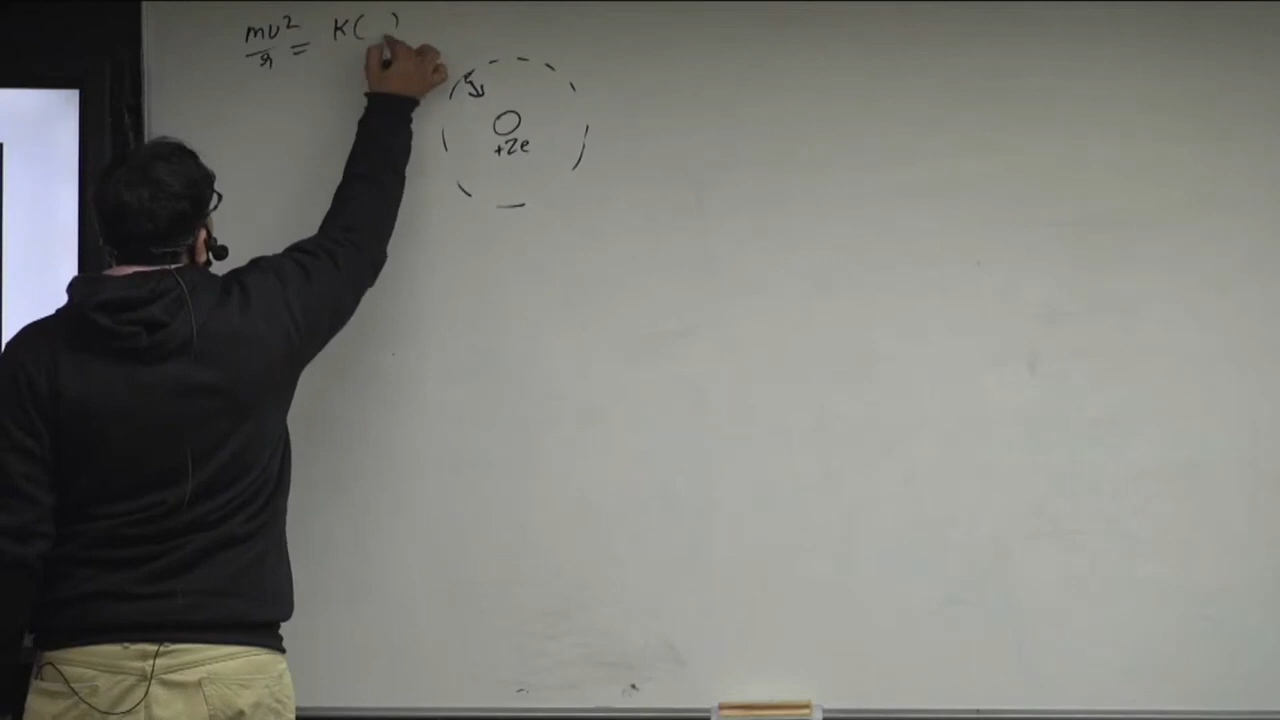 mv²/r = K( )
+Ze